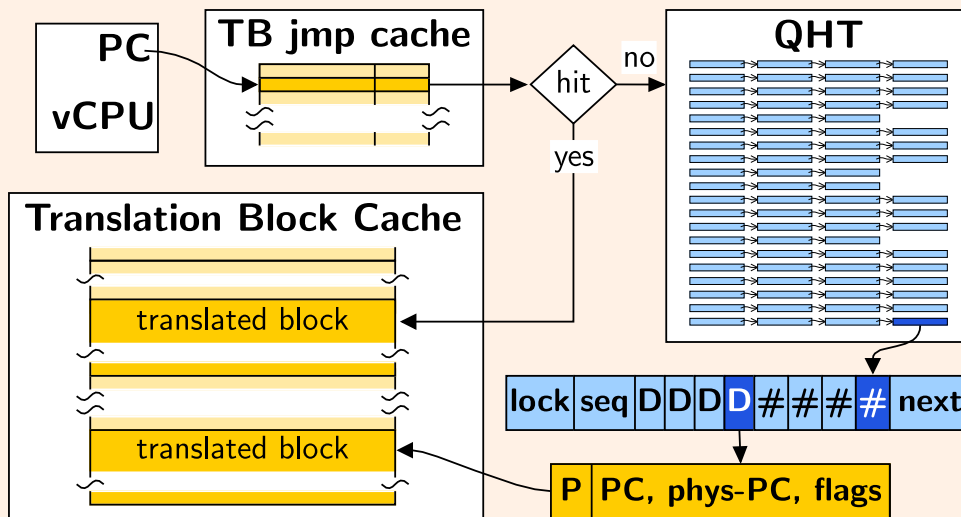 PC
vCPU
TB jmp cache
hit
no
yes
QHT
Translation Block Cache
translated block
translated block
lock seq D D D D # # # # next
P PC, phys-PC, flags